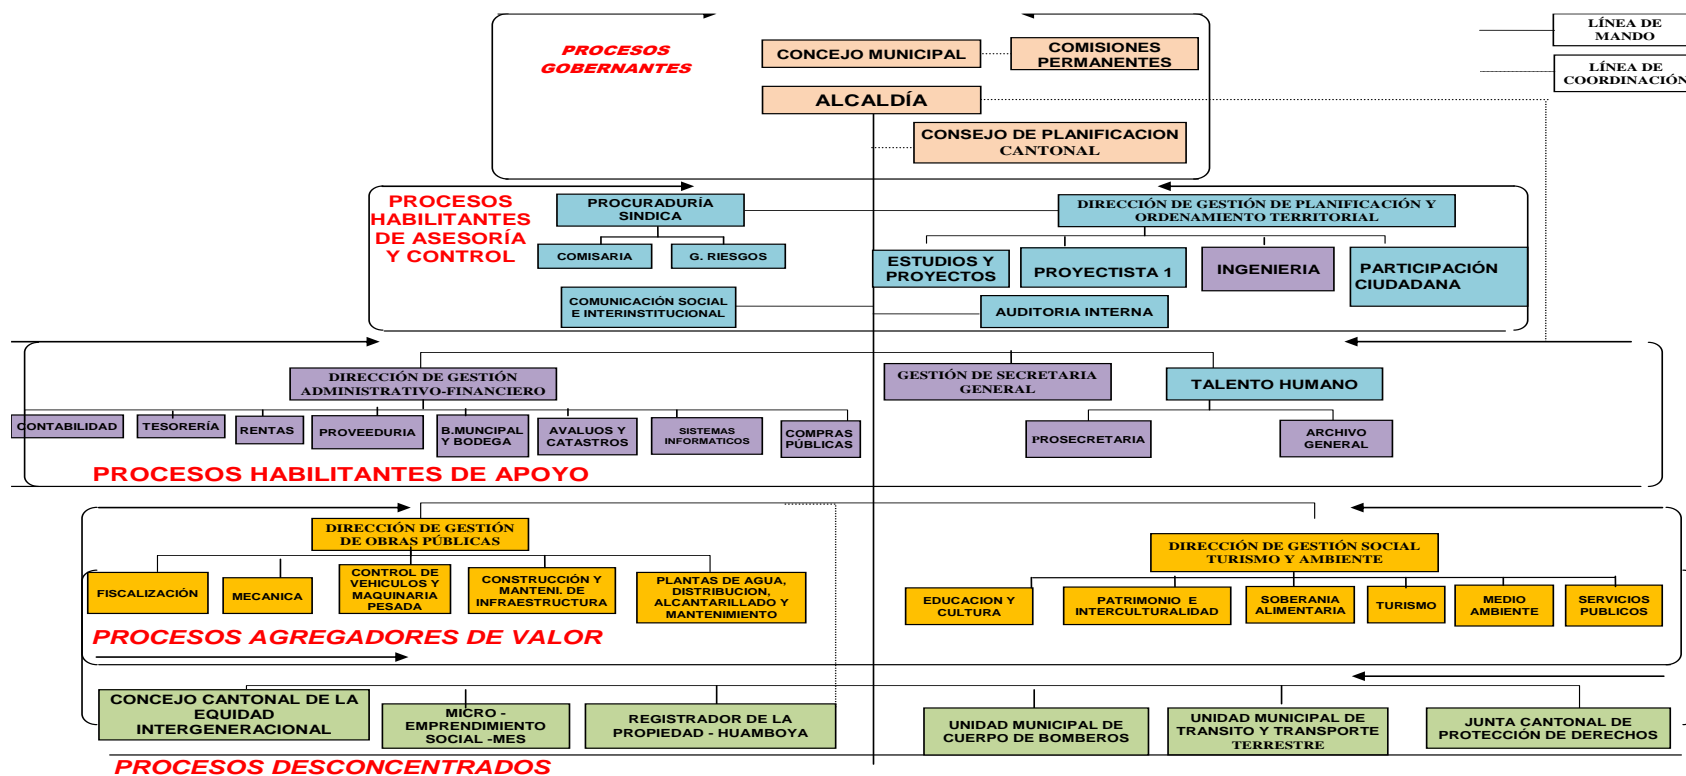 PROCESOS
GOBERNANTES
CONCEJO MUNICIPAL
COMISIONES
PERMANENTES
LÍNEA DE
MANDO
LÍNEA DE
COORDINACIÓN
ALCALDÍA
CONSEJO DE PLANIFICACION
CANTONAL
PROCESOS
HABILITANTES
DE ASESORÍA
Y CONTROL
PROCURADURÍA
SINDICA
DIRECCIÓN DE GESTIÓN DE PLANIFICACIÓN Y
ORDENAMIENTO TERRITORIAL
COMISARIA
G. RIESGOS
ESTUDIOS Y
PROYECTOS
PROYECTISTA 1
INGENIERIA
PARTICIPACIÓN
CIUDADANA
COMUNICACIÓN SOCIAL
E INTERINSTITUCIONAL
AUDITORIA INTERNA
DIRECCIÓN DE GESTIÓN
ADMINISTRATIVO-FINANCIERO
GESTIÓN DE SECRETARIA
GENERAL
TALENTO HUMANO
CONTABILIDAD
TESORERÍA
RENTAS
PROVEEDURIA
B.MUNCIPAL
Y BODEGA
AVALUOS Y
CATASTROS
SISTEMAS
INFORMATICOS
COMPRAS
PÚBLICAS
PROSECRETARIA
ARCHIVO
GENERAL
PROCESOS HABILITANTES DE APOYO
DIRECCIÓN DE GESTIÓN
DE OBRAS PÚBLICAS
DIRECCIÓN DE GESTIÓN SOCIAL
TURISMO Y AMBIENTE
FISCALIZACIÓN
MECANICA
CONTROL DE
VEHICULOS Y
MAQUINARIA
PESADA
CONSTRUCCIÓN Y
MANTENI. DE
INFRAESTRUCTURA
PLANTAS DE AGUA,
DISTRIBUCION,
ALCANTARILLADO Y
MANTENIMIENTO
EDUCACION Y
CULTURA
PATRIMONIO E
INTERCULTURALIDAD
SOBERANIA
ALIMENTARIA
TURISMO
MEDIO
AMBIENTE
SERVICIOS
PUBLICOS
PROCESOS AGREGADORES DE VALOR
CONCEJO CANTONAL DE LA
EQUIDAD
INTERGENERACIONAL
MICRO -
EMPRENDIMIENTO
SOCIAL -MES
REGISTRADOR DE LA
PROPIEDAD - HUAMBOYA
UNIDAD MUNICIPAL DE
CUERPO DE BOMBEROS
UNIDAD MUNICIPAL DE
TRANSITO Y TRANSPORTE
TERRESTRE
JUNTA CANTONAL DE
PROTECCIÓN DE DERECHOS
PROCESOS DESCONCENTRADOS